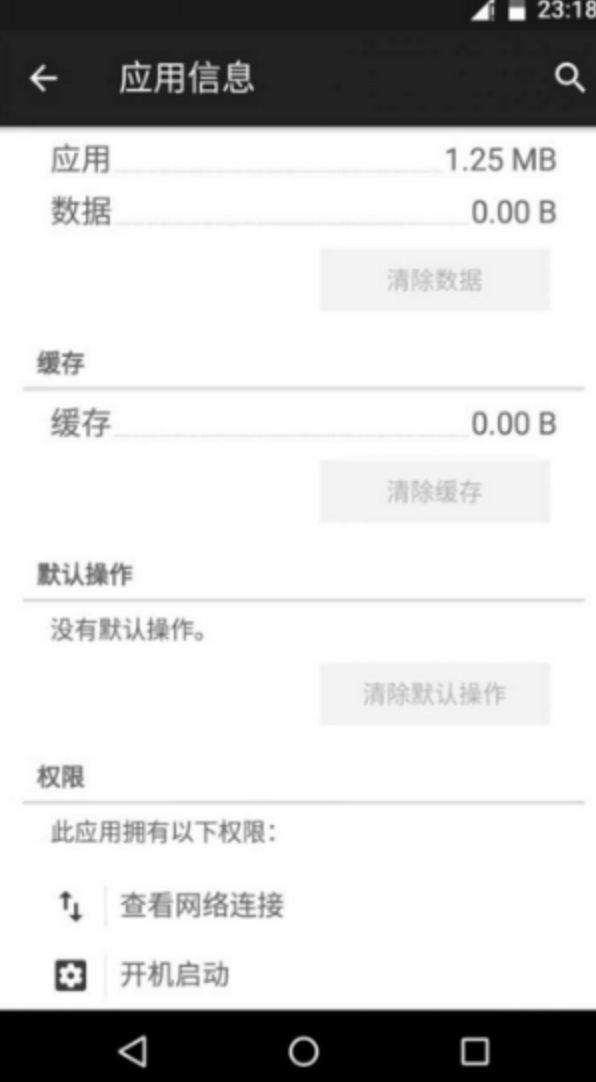 23:18
应用信息
应用 1.25 MB
数据 0.00 B
清除数据
缓存
缓存 0.00 B
清除缓存
默认操作
没有默认操作。
清除默认操作
权限
此应用拥有以下权限：
查看网络连接
开机启动